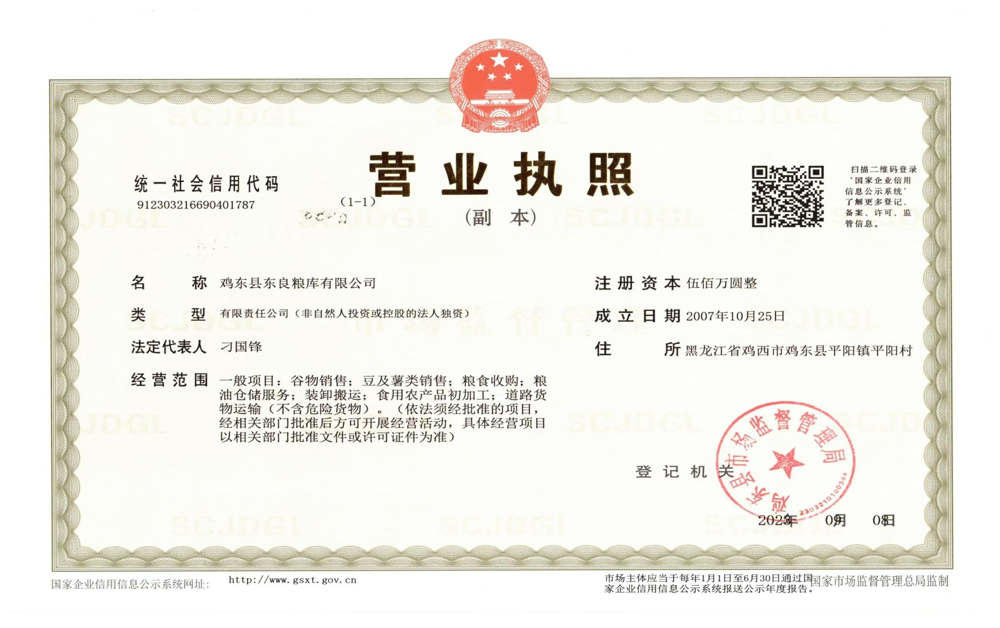 营业执照
（1-1）
（副 本）
统一社会信用代码
912303216690401787
扫描二维码登录
‘国家企业信用
信息公示系统’
了解更多登记、
备案、许可、监
管信息。
名称 鸡东县东良粮库有限公司
类型 有限责任公司（非自然人投资或控股的法人独资）
法定代表人 刁国锋
经营范围 一般项目：谷物销售；豆及薯类销售；粮食收购；粮
油仓储服务；装卸搬运；食用农产品初加工；道路货
物运输（不含危险货物）。（依法须经批准的项目，
经相关部门批准后方可开展经营活动，具体经营项目
以相关部门批准文件或许可证件为准）
注册资本 伍佰万圆整
成立日期 2007年10月25日
住所 黑龙江省鸡西市鸡东县平阳镇平阳村
登记机关
鸡东县市场监督管理局
2303210100344
2023年 09月 08日
国家企业信用信息公示系统网址：
http://www.gsxt.gov.cn
市场主体应当于每年1月1日至6月30日通过国
家企业信用信息公示系统报送公示年度报告。
国家市场监督管理总局监制
SCJDGL
市场监督管理